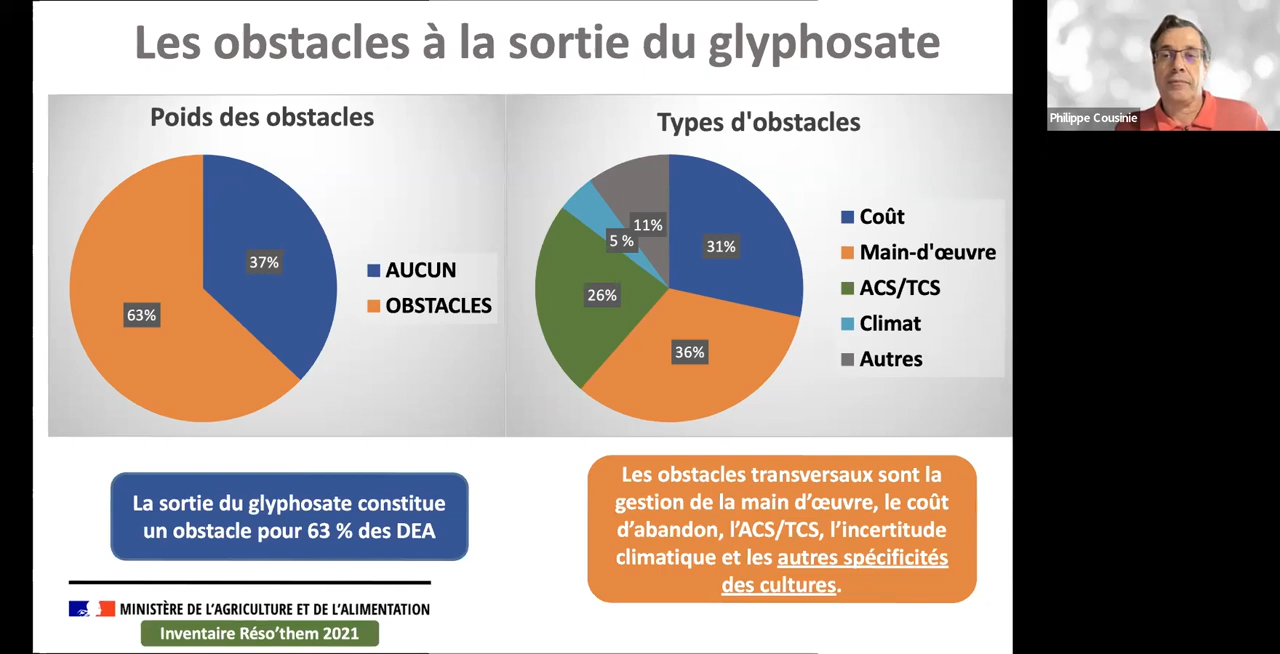 Les obstacles à la sortie du glyphosate
Philippe Cousinie
Poids des obstacles
37%
63%
AUCUN
OBSTACLES
Types d'obstacles
11%
5 %
31%
26%
36%
Coût
Main-d'œuvre
ACS/TCS
Climat
Autres
La sortie du glyphosate constitue
un obstacle pour 63 % des DEA
Les obstacles transversaux sont la
gestion de la main d'œuvre, le coût
d'abandon, l'ACS/TCS, l'incertitude
climatique et les autres spécificités
des cultures.
MINISTÈRE DE L'AGRICULTURE ET DE L'ALIMENTATION
Inventaire Réso'them 2021